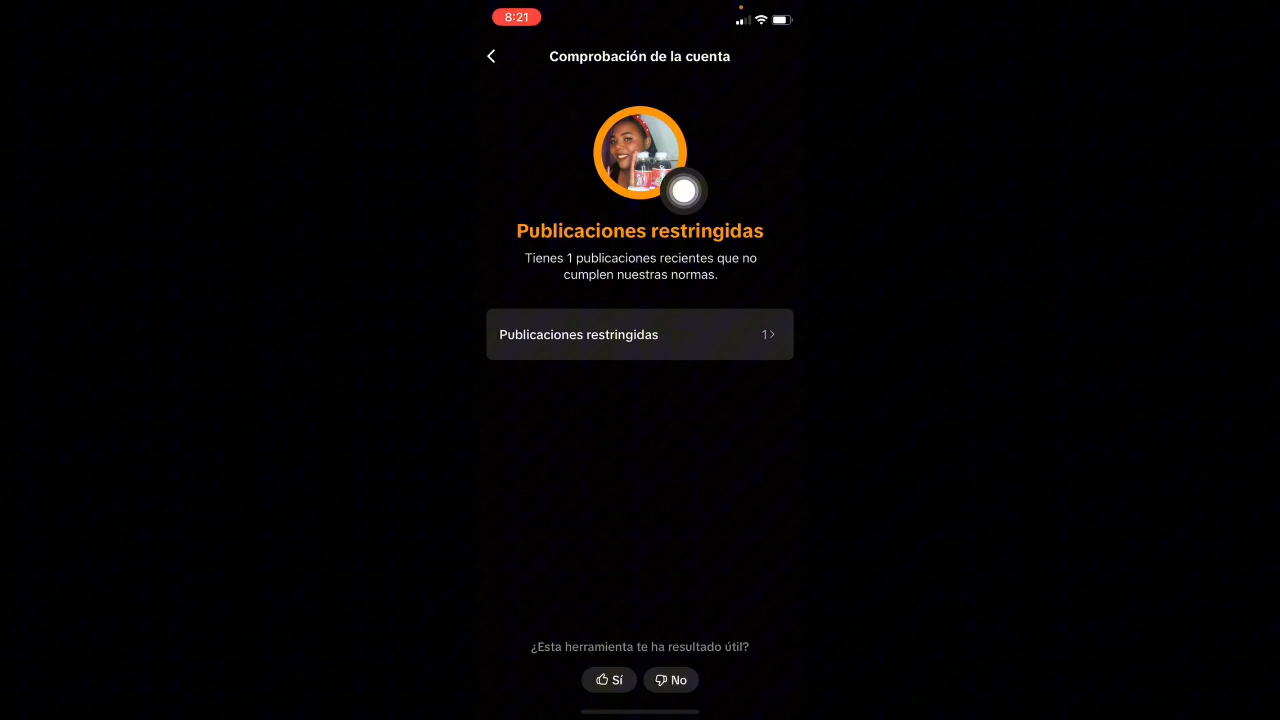 8:21
Comprobación de la cuenta
Publicaciones restringidas
Tienes 1 publicaciones recientes que no
cumplen nuestras normas.
Publicaciones restringidas 1
¿Esta herramienta te ha resultado útil?
Sí No